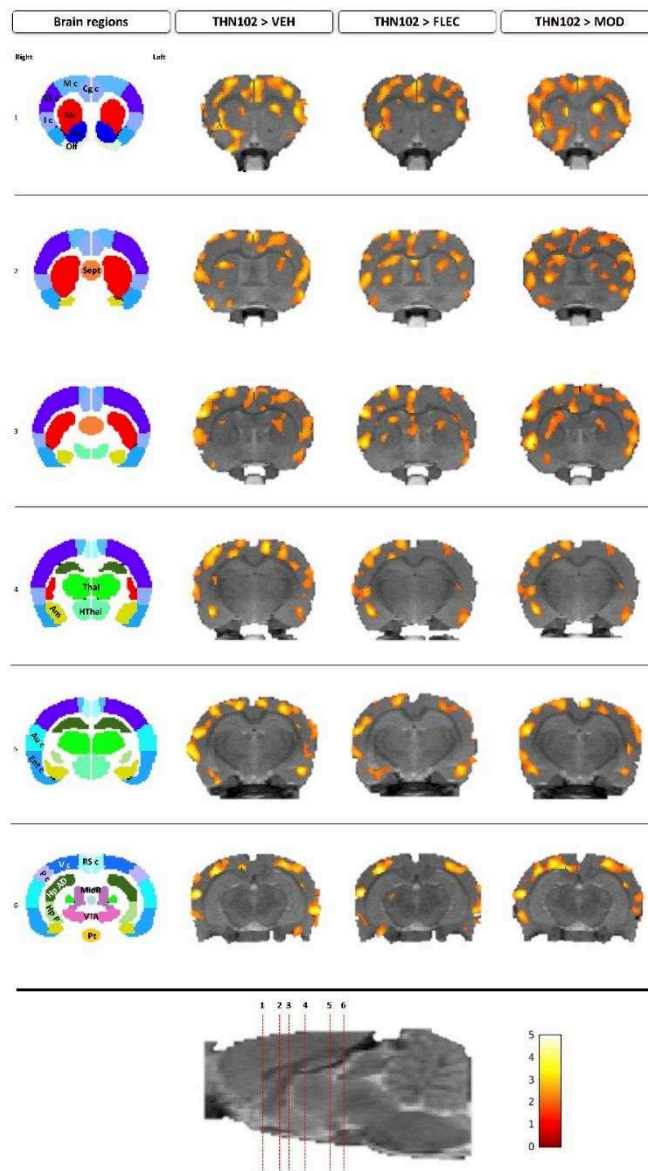 Brain regions THN102 > VEH THN102 > FLEC THN102 > MOD
Right Left
1
M c
Cg c
I c
Olf
2
Sept
3
4
Thal
HThal
Am
5
Au c
Ent c
6
V c
RS c
P c
Hp AD
MidB
Hp P
VTA
Pt
1 2 3 4 5 6
5
4
3
2
1
0